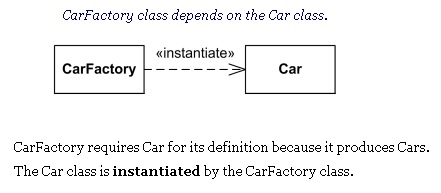 CarFactory class depends on the Car class.
«instantiate»
CarFactory
Car
CarFactory requires Car for its definition because it produces Cars.
The Car class is instantiated by the CarFactory class.